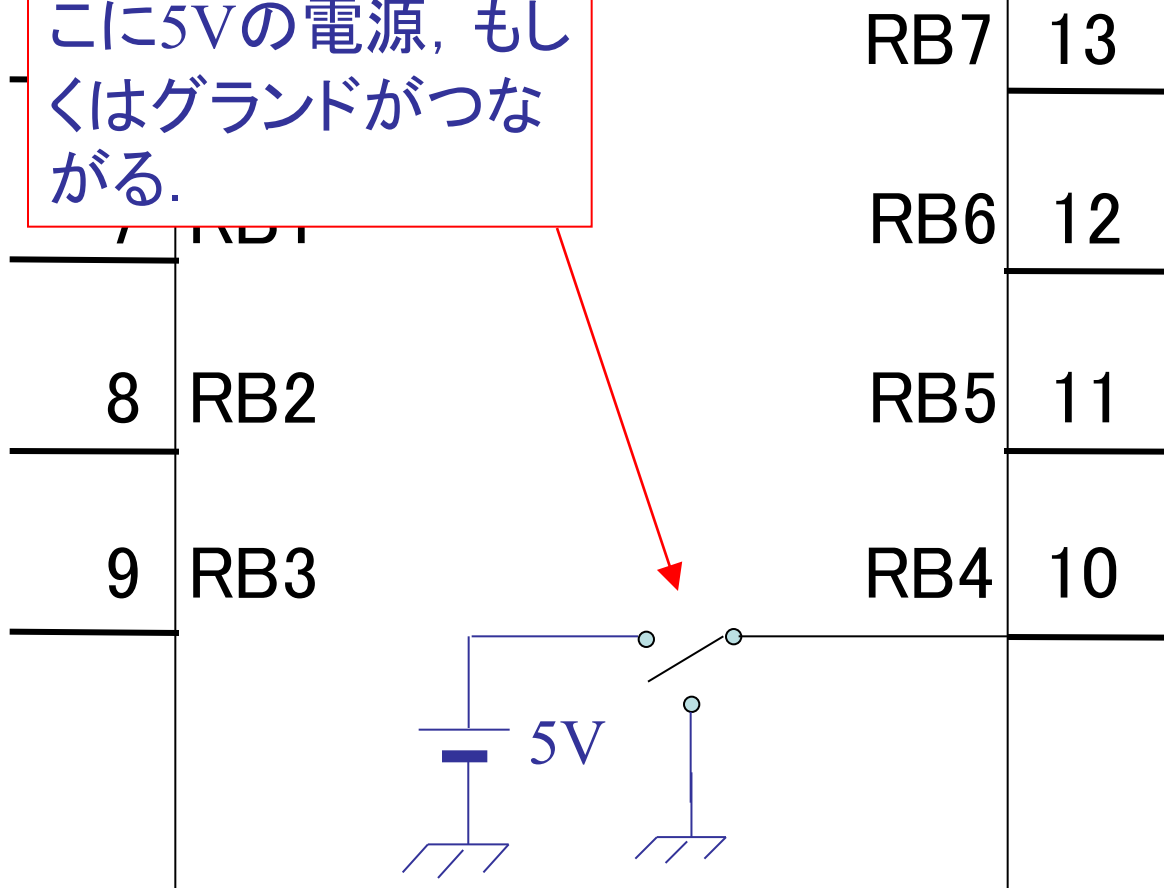 こに5Vの電源，もし
くはグランドがつな
がる．
RB7 13
RB6 12
8 RB2
RB5 11
9 RB3
RB4 10
5V